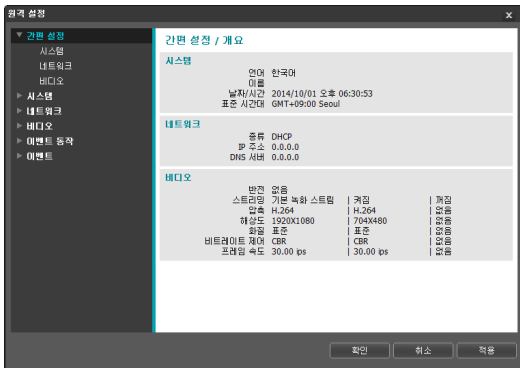 원격 설정
x
간편 설정
시스템
네트워크
비디오
시스템
네트워크
비디오
이벤트 동작
이벤트
간편 설정 / 개요
시스템
언어 한국어
이름
날짜/시간 2014/10/01 오후 06:30:53
표준 시간대 GMT+09:00 Seoul
네트워크
종류 DHCP
IP 주소 0.0.0.0
DNS 서버 0.0.0.0
비디오
반전 없음
스트리밍 기본 녹화 스트림 | 켜짐 | 꺼짐
압축 H.264 | H.264 | 없음
해상도 1920X1080 | 704X480 | 없음
화질 표준 | 표준 | 없음
비트레이트 제어 CBR | CBR | 없음
프레임 속도 30.00 ips | 30.00 ips | 없음
확인 취소 적용